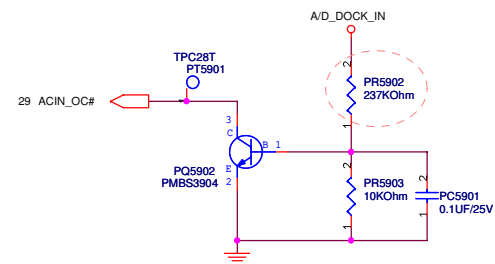 A/D_DOCK_IN
TPC28T
PT5901
29 ACIN_OC#
2
PR5902
237KOhm
1
3
C
B 1
E
2
PQ5902
PMBS3904
2
PR5903
10KOhm
1
2
PC5901
0.1UF/25V
1